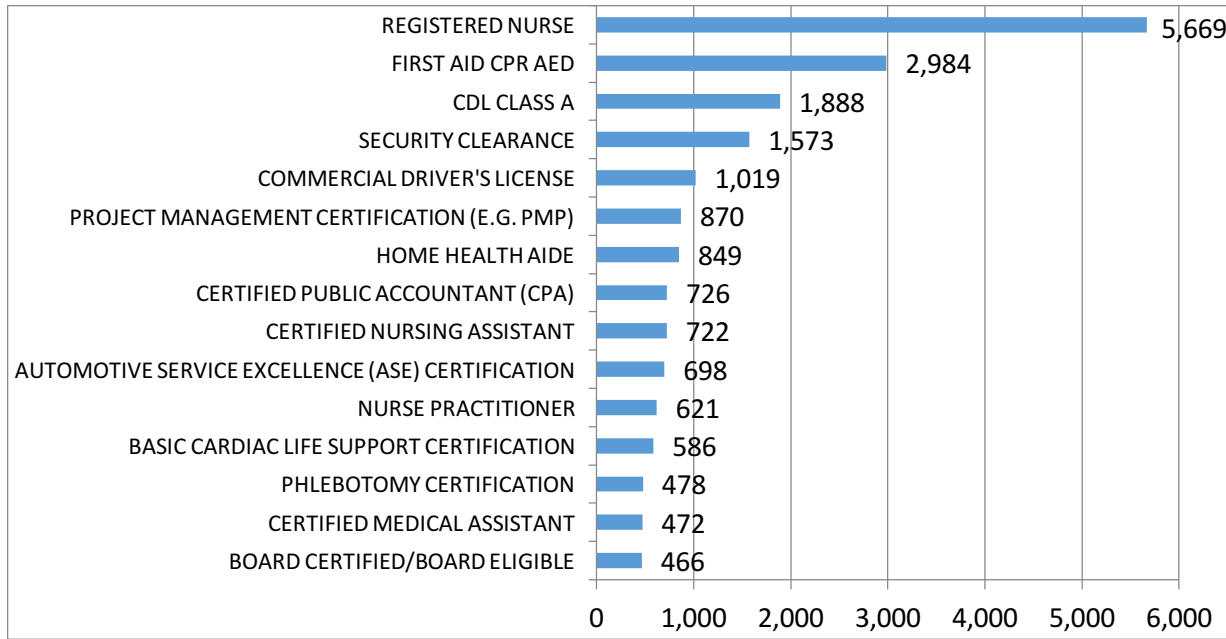 REGISTERED NURSE 5,669
FIRST AID CPR AED 2,984
CDL CLASS A 1,888
SECURITY CLEARANCE 1,573
COMMERCIAL DRIVER'S LICENSE 1,019
PROJECT MANAGEMENT CERTIFICATION (E.G. PMP) 870
HOME HEALTH AIDE 849
CERTIFIED PUBLIC ACCOUNTANT (CPA) 726
CERTIFIED NURSING ASSISTANT 722
AUTOMOTIVE SERVICE EXCELLENCE (ASE) CERTIFICATION 698
NURSE PRACTITIONER 621
BASIC CARDIAC LIFE SUPPORT CERTIFICATION 586
PHLEBOTOMY CERTIFICATION 478
CERTIFIED MEDICAL ASSISTANT 472
BOARD CERTIFIED/BOARD ELIGIBLE 466
0 1,000 2,000 3,000 4,000 5,000 6,000